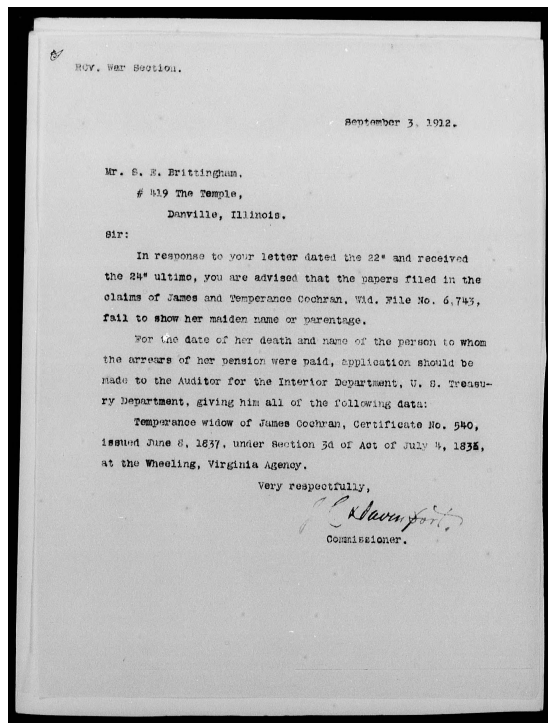 Rev. War Section.
September 3, 1912.
Mr. S. E. Brittingham,
# 419 The Temple,
Danville, Illinois.
Sir:
In response to your letter dated the 22" and received
the 24" ultimo, you are advised that the papers filed in the
claims of James and Temperance Cochran, Wid. File No. 6,743,
fail to show her maiden name or parentage.
For the date of her death and name of the person to whom
the arrears of her pension were paid, application should be
made to the Auditor for the Interior Department, U. S. Treasu-
ry Department, giving him all of the following data:
Temperance widow of James Cochran, Certificate No. 540,
issued June 8, 1837, under Section 3d of Act of July 4, 1836,
at the Wheeling, Virginia Agency.
Very respectfully,
Davenport.
Commissioner.